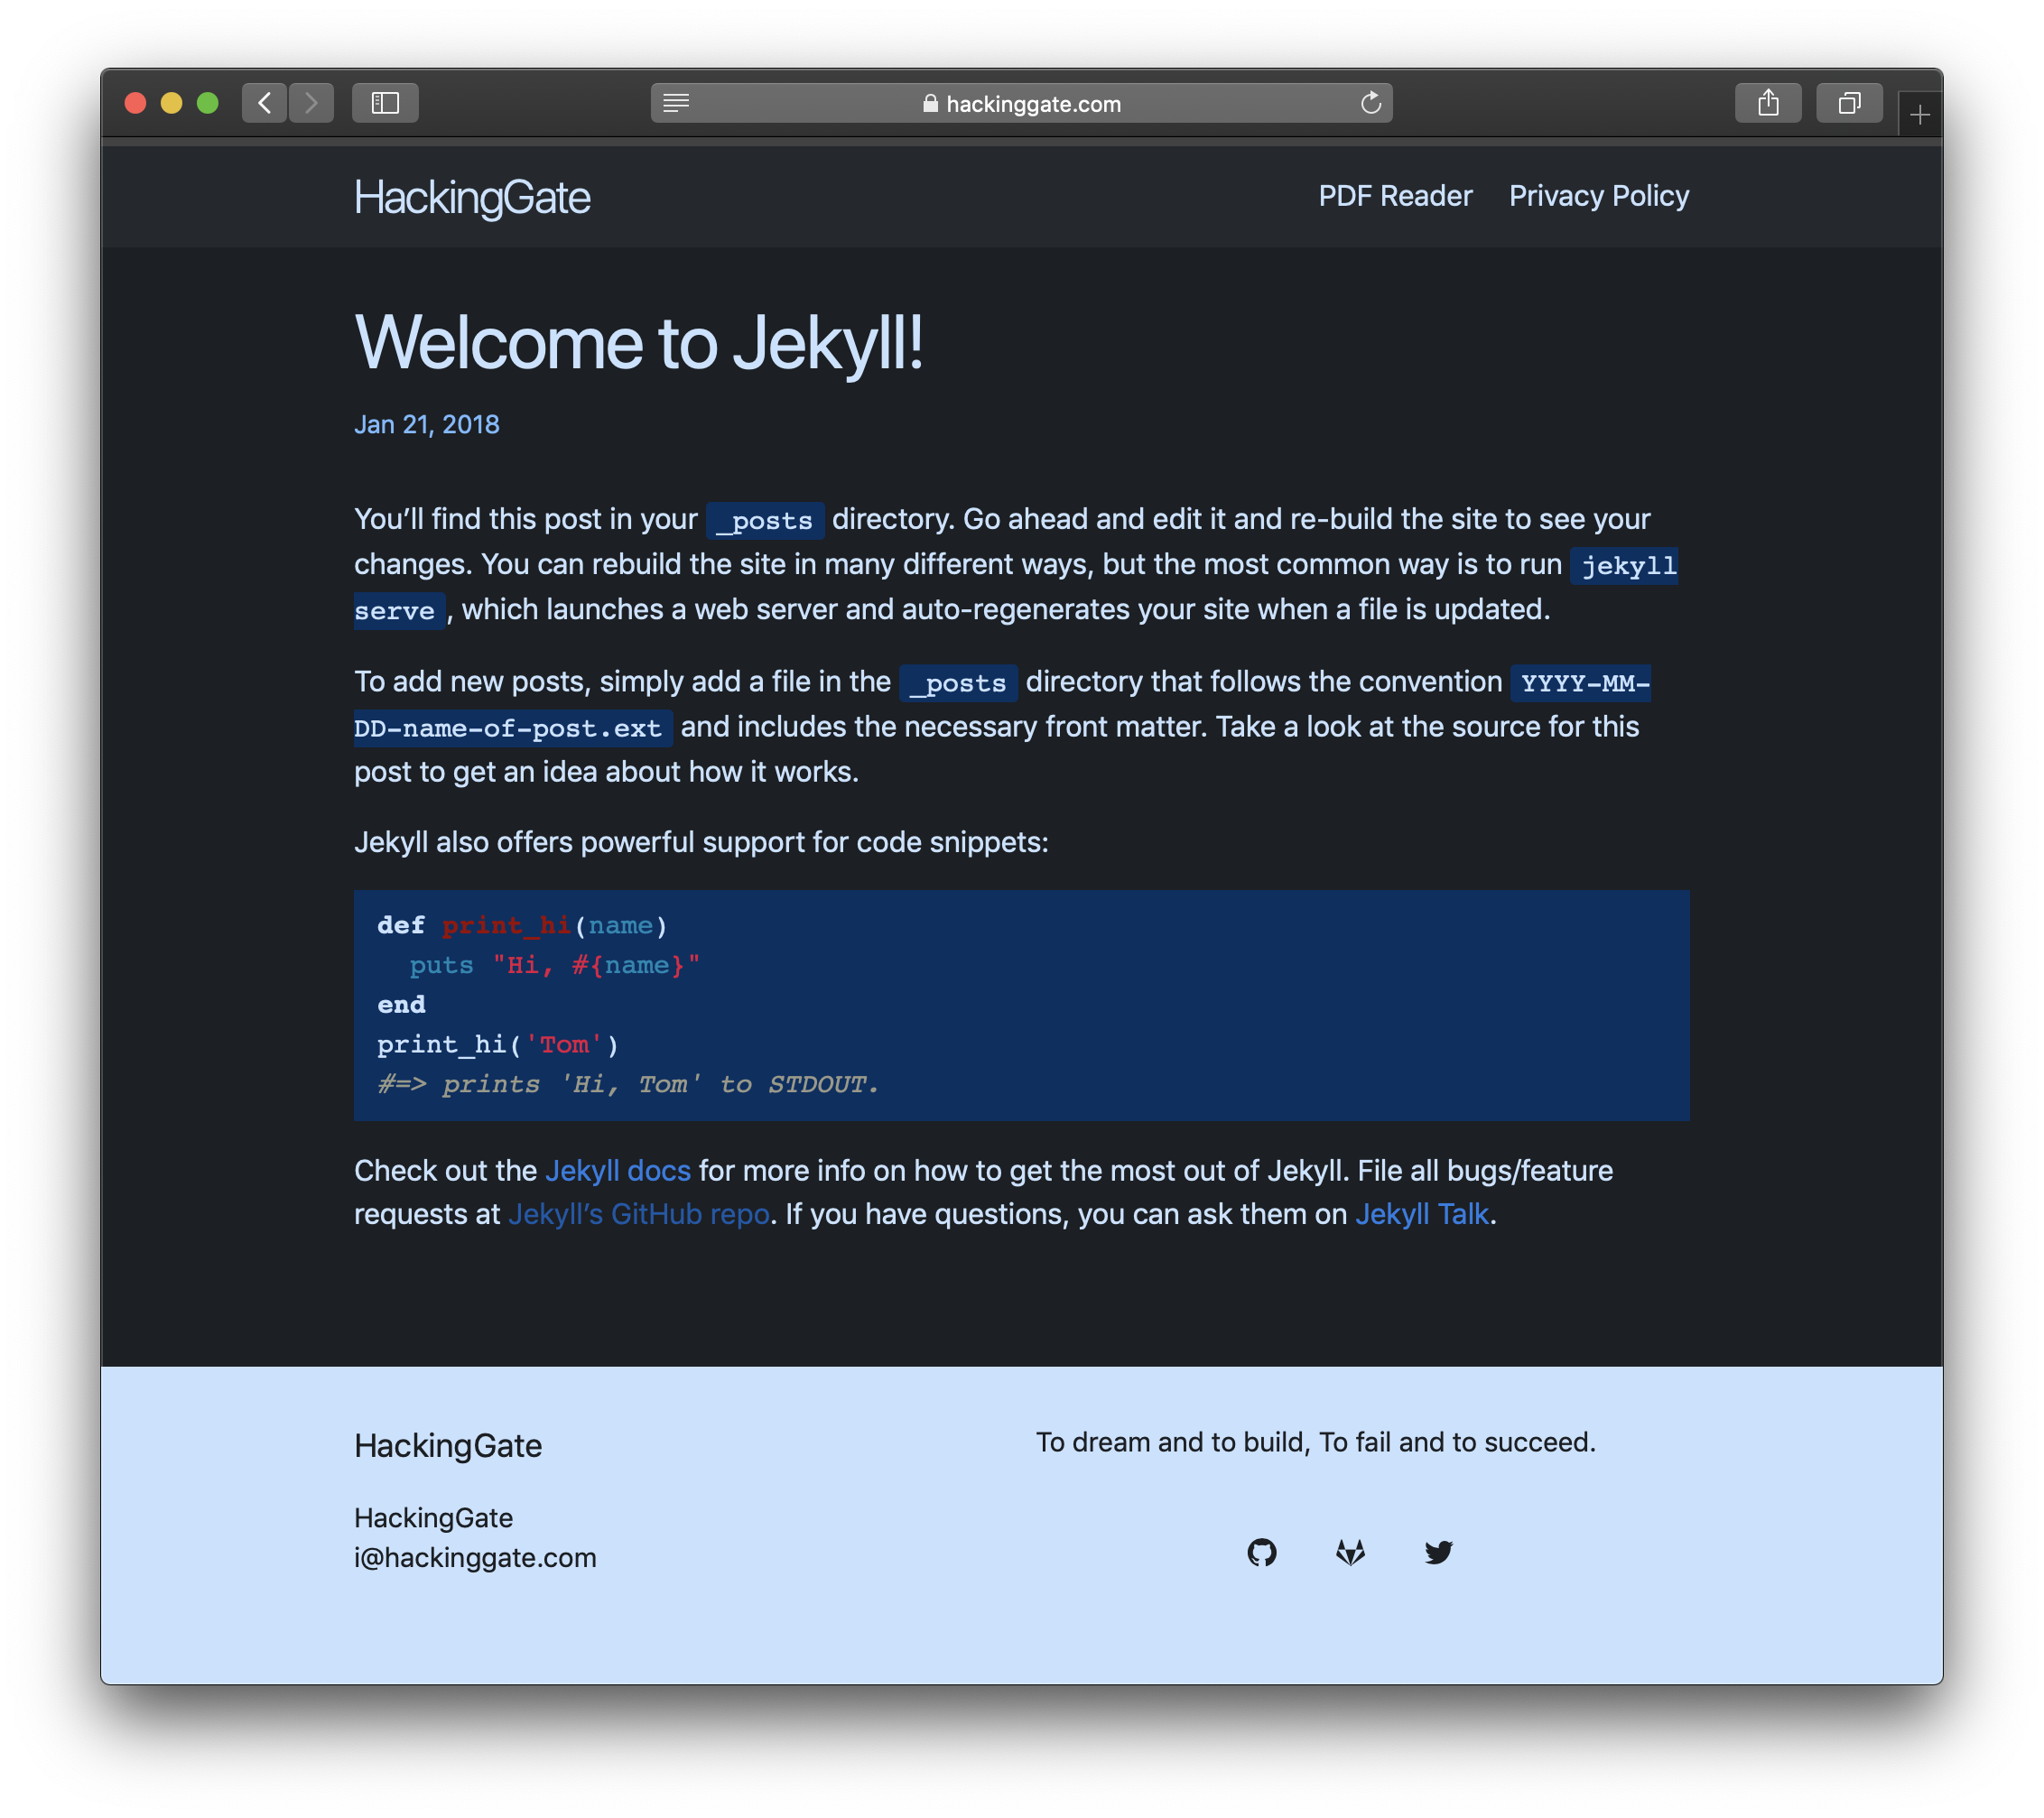 hackinggate.com
HackingGate
PDF Reader Privacy Policy
Welcome to Jekyll!
Jan 21, 2018
You’ll find this post in your _posts directory. Go ahead and edit it and re-build the site to see your
changes. You can rebuild the site in many different ways, but the most common way is to run jekyll
serve , which launches a web server and auto-regenerates your site when a file is updated.
To add new posts, simply add a file in the _posts directory that follows the convention YYYY-MM-
DD-name-of-post.ext and includes the necessary front matter. Take a look at the source for this
post to get an idea about how it works.
Jekyll also offers powerful support for code snippets:
def print_hi(name)
  puts "Hi, #{name}"
end
print_hi('Tom')
#=> prints 'Hi, Tom' to STDOUT.
Check out the Jekyll docs for more info on how to get the most out of Jekyll. File all bugs/feature
requests at Jekyll’s GitHub repo. If you have questions, you can ask them on Jekyll Talk.
HackingGate
HackingGate
i@hackinggate.com
To dream and to build, To fail and to succeed.